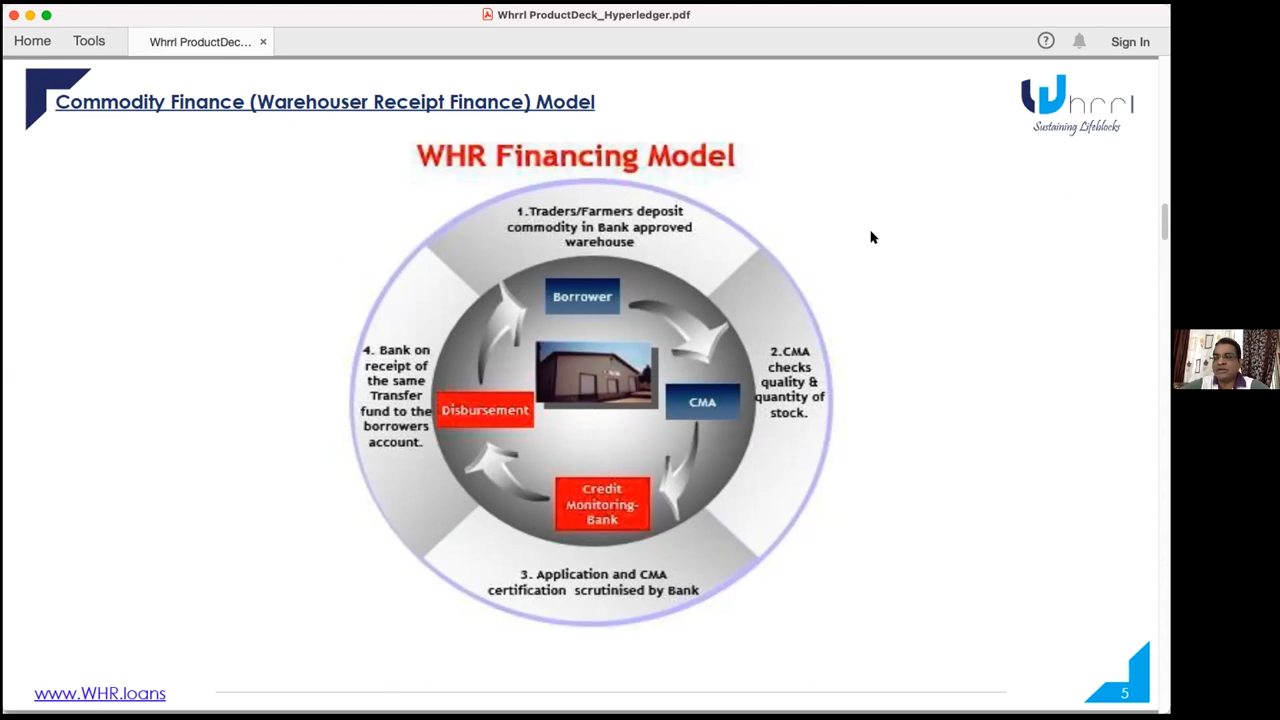 Whrrl ProductDeck_Hyperledger.pdf
Home
Tools
Whrrl ProductDec...
×
?
Sign In
Commodity Finance (Warehouser Receipt Finance) Model
Whrrl
Sustaining Lifeblocks
WHR Financing Model
1.Traders/Farmers deposit
commodity in Bank approved
warehouse
Borrower
2.CMA
checks
quality &
quantity of
stock.
CMA
4. Bank on
receipt of
the same
Transfer
fund to the
borrowers
account.
Disbursement
Credit
Monitoring-
Bank
3. Application and CMA
certification scrutinised by Bank
www.WHR.loans
5